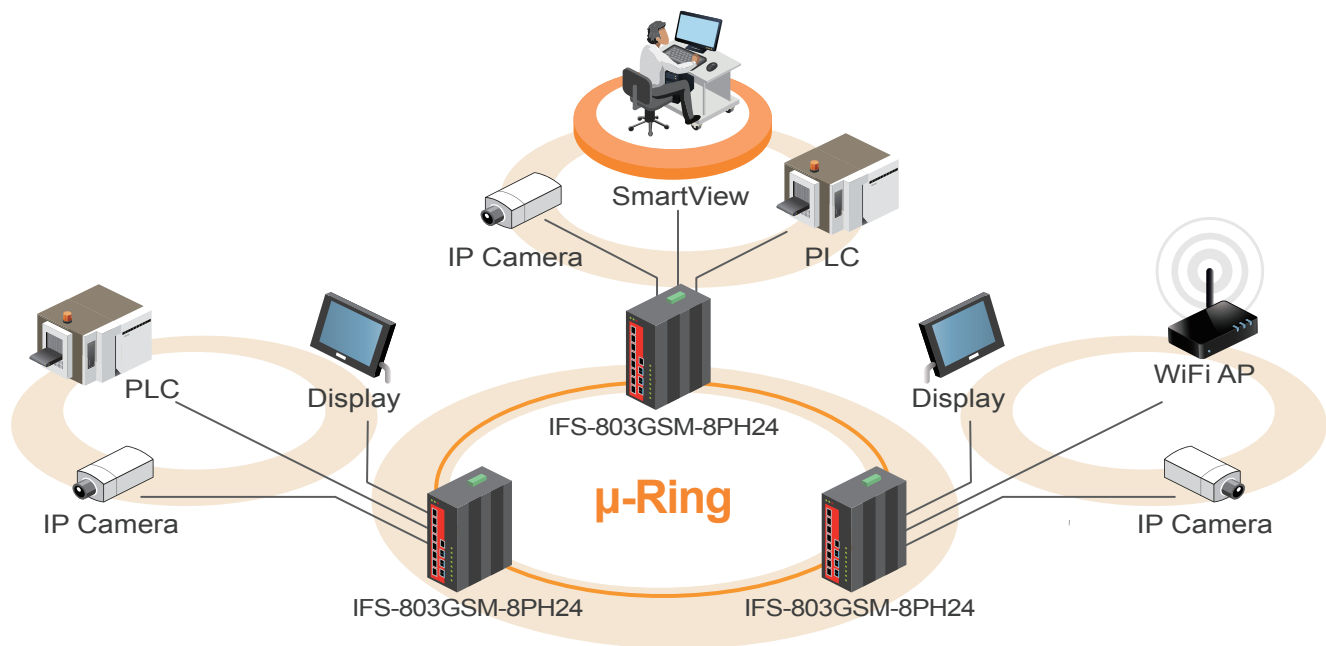 SmartView
IP Camera
PLC
PLC
Display
Display
WiFi AP
IFS-803GSM-8PH24
µ-Ring
IP Camera
IP Camera
IFS-803GSM-8PH24
IFS-803GSM-8PH24